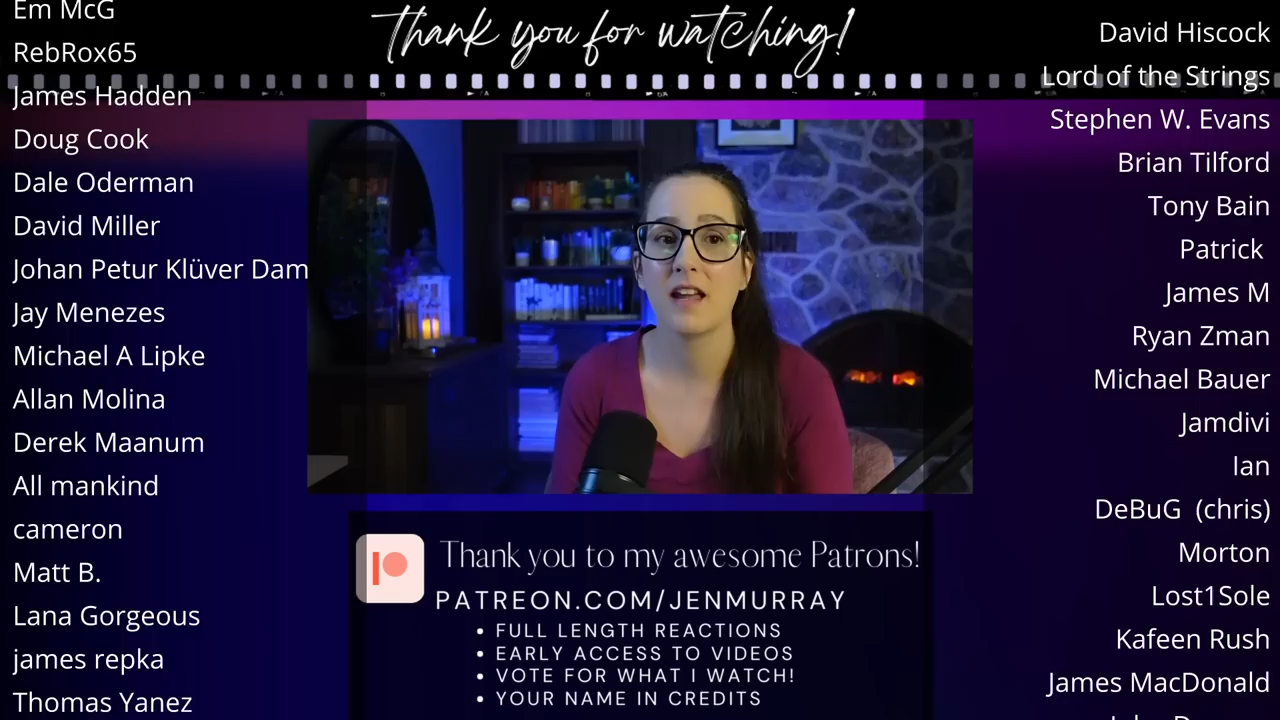 Thank you for watching!
Em McG
RebRox65
James Hadden
Doug Cook
Dale Oderman
David Miller
Johan Petur Klüver Dam
Jay Menezes
Michael A Lipke
Allan Molina
Derek Maanum
All mankind
cameron
Matt B.
Lana Gorgeous
james repka
Thomas Yanez
David Hiscock
Lord of the Strings
Stephen W. Evans
Brian Tilford
Tony Bain
Patrick
James M
Ryan Zman
Michael Bauer
Jamdivi
Ian
DeBuG (chris)
Morton
Lost1Sole
Kafeen Rush
James MacDonald
Thank you to my awesome Patrons!
PATREON.COM/JENMURRAY
• FULL LENGTH REACTIONS
• EARLY ACCESS TO VIDEOS
• VOTE FOR WHAT I WATCH!
• YOUR NAME IN CREDITS